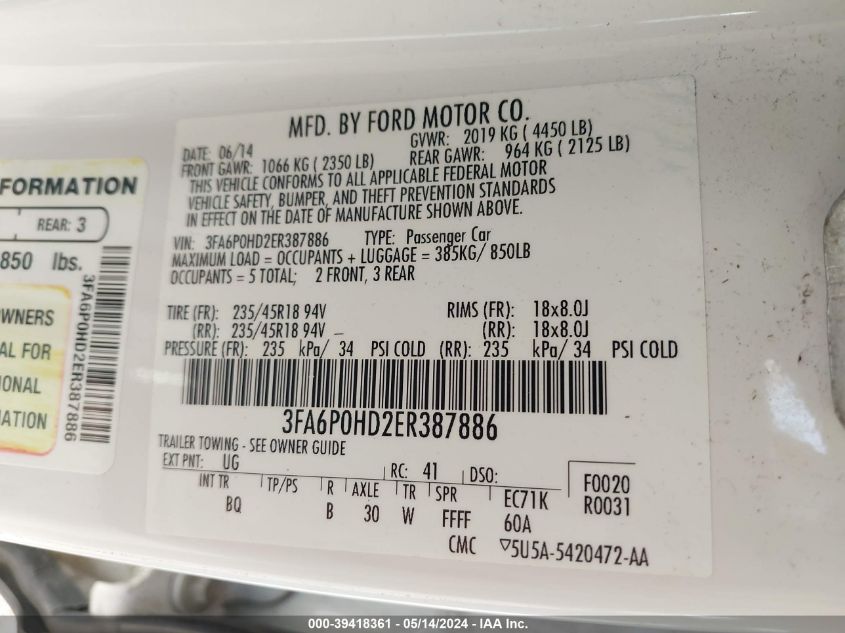 FORMATION
REAR: 3
850 lbs.
3FA6P0HD2ER387886
OWNERS
AL FOR
IONAL
MATION
MFD. BY FORD MOTOR CO.
DATE: 06/14 GVWR: 2019 KG ( 4450 LB)
FRONT GAWR: 1066 KG ( 2350 LB) REAR GAWR: 964 KG ( 2125 LB)
THIS VEHICLE CONFORMS TO ALL APPLICABLE FEDERAL MOTOR
VEHICLE SAFETY, BUMPER, AND THEFT PREVENTION STANDARDS
IN EFFECT ON THE DATE OF MANUFACTURE SHOWN ABOVE.
VIN: 3FA6P0HD2ER387886 TYPE: Passenger Car
MAXIMUM LOAD = OCCUPANTS + LUGGAGE = 385KG/ 850LB
OCCUPANTS = 5 TOTAL; 2 FRONT, 3 REAR
TIRE (FR): 235/45R18 94V RIMS (FR): 18x8.0J
(RR): 235/45R18 94V (RR): 18x8.0J
PRESSURE (FR): 235 kPa/ 34 PSI COLD (RR): 235 kPa/ 34 PSI COLD
3FA6P0HD2ER387886
TRAILER TOWING - SEE OWNER GUIDE
EXT PNT: UG RC: 41 DSO: F0020
INT TR TP/PS R AXLE TR SPR EC71K R0031
BQ B 30 W FFFF 60A
CMC ▽5U5A-5420472-AA
000-39418361 - 05/14/2024 - IAA Inc.